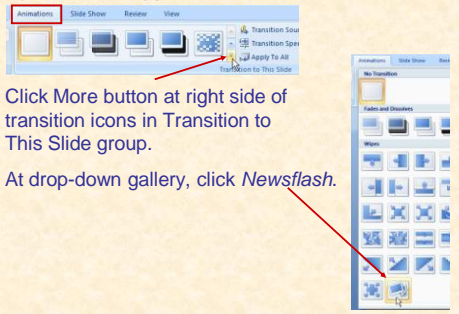 Animations Slide Show Review View
Transition Sou
Transition Spee
Apply To All
Transition to This Slide
Click More button at right side of
transition icons in Transition to
This Slide group.
At drop-down gallery, click Newsflash.
Animations Slide Show
No Transition
Fades and Dissolves
Wipes